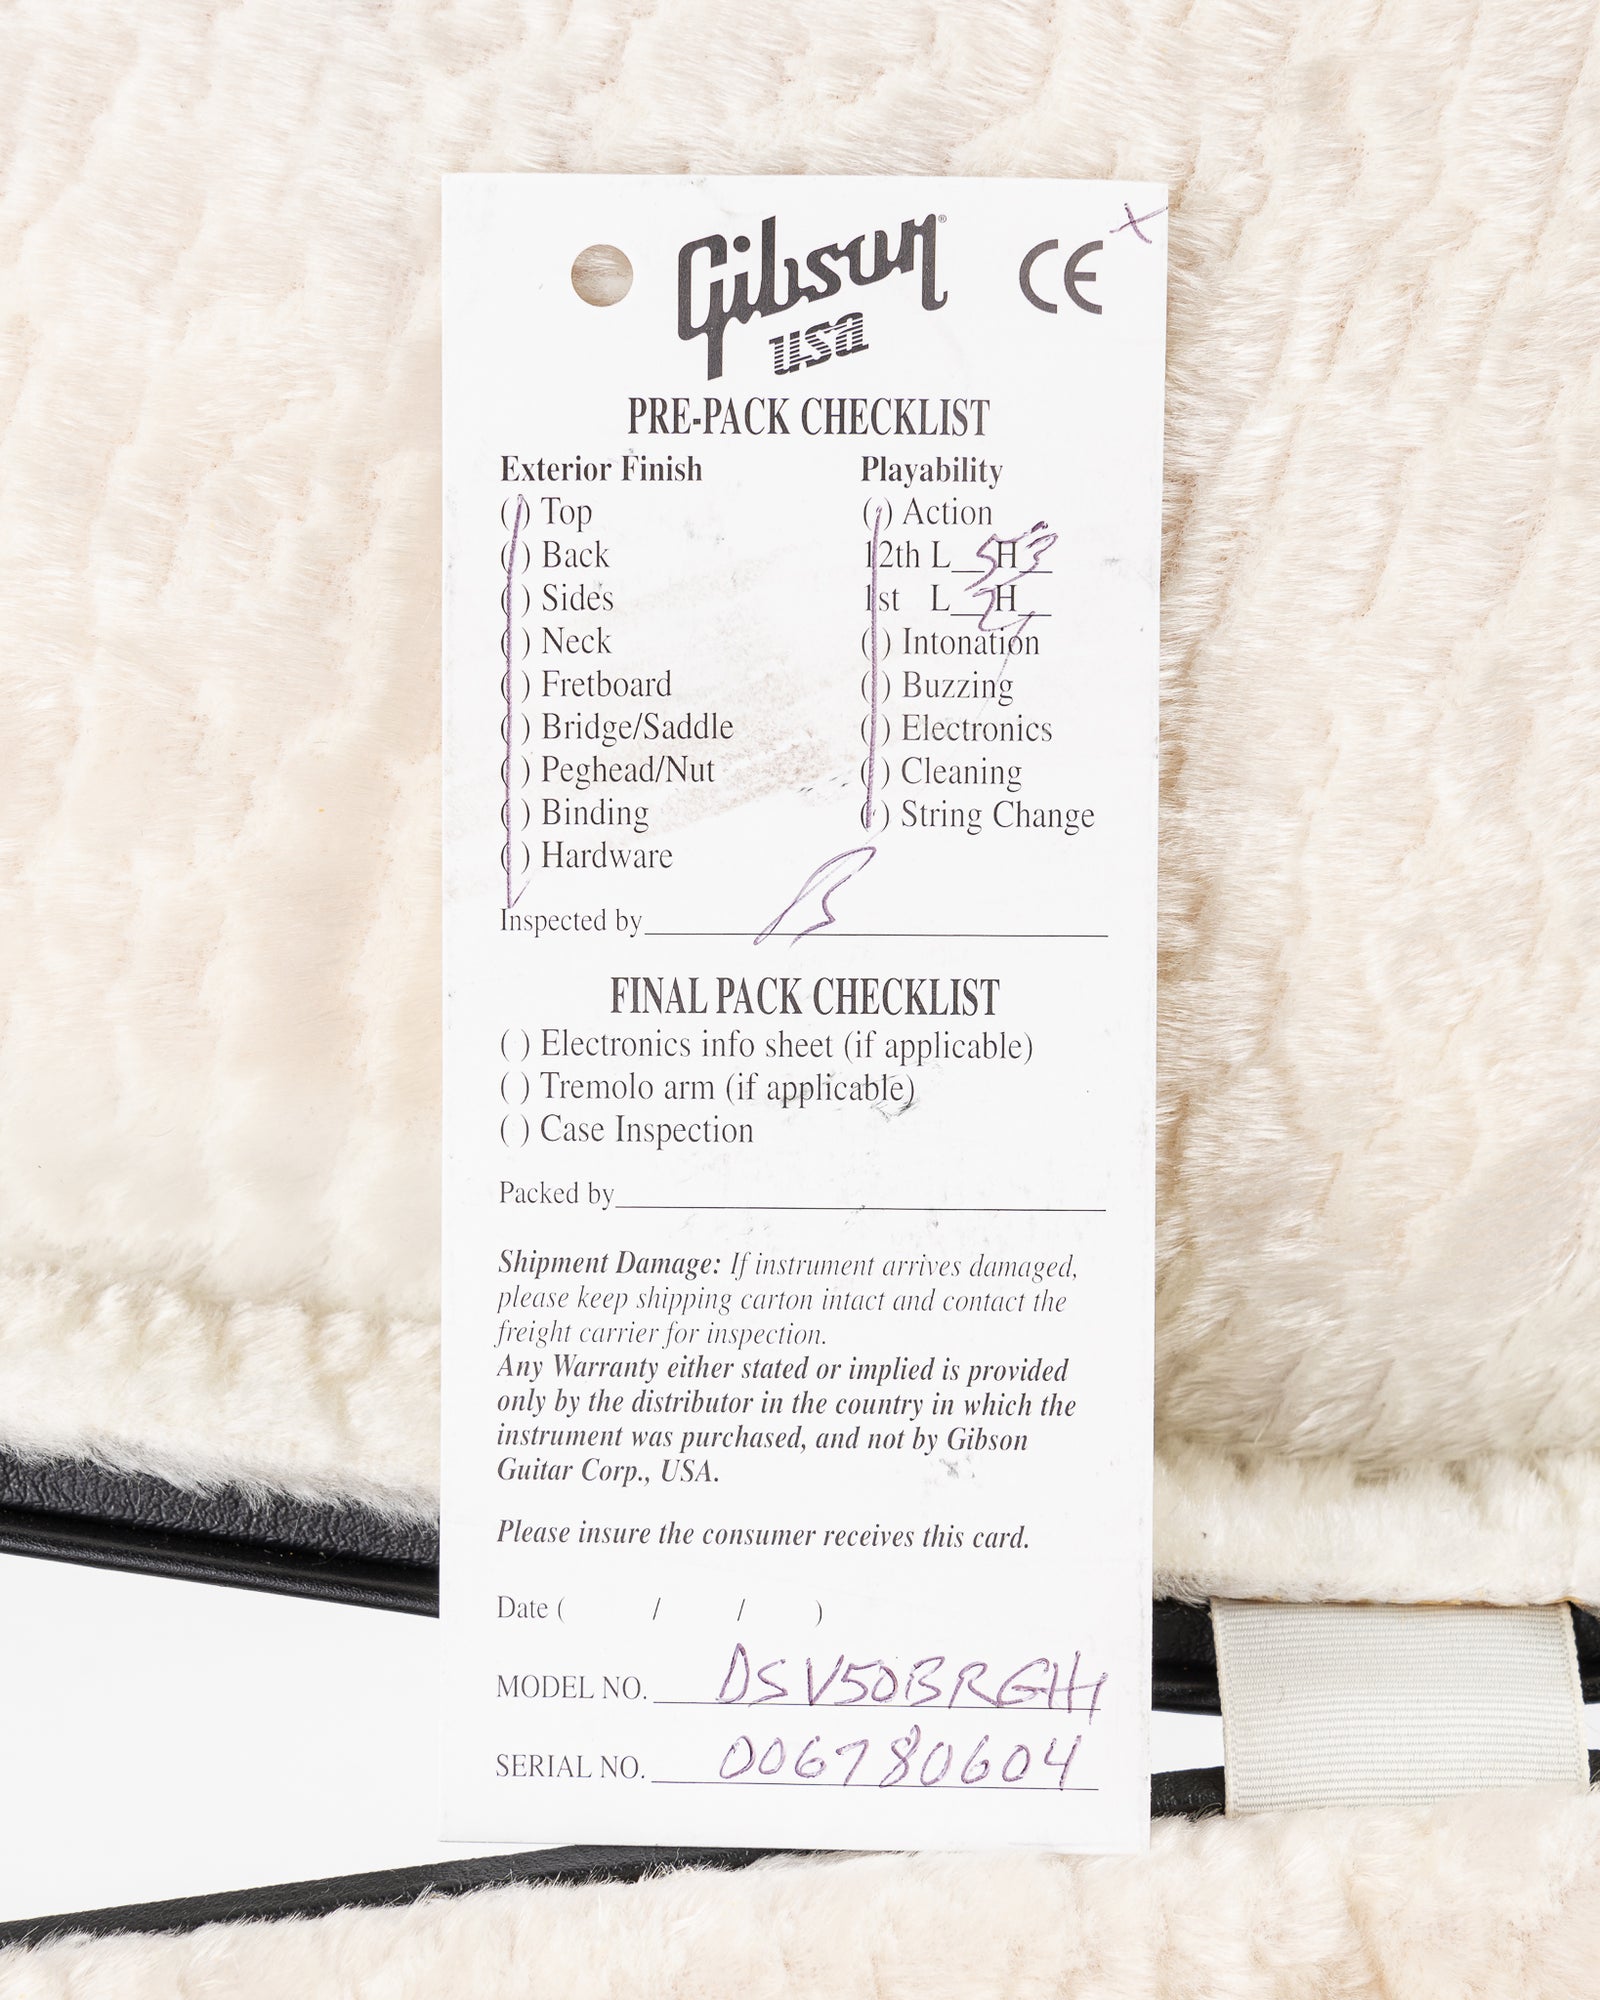 Gibson®
USA
CE
X
PRE-PACK CHECKLIST
Exterior Finish
( ) Top
( ) Back
( ) Sides
( ) Neck
( ) Fretboard
( ) Bridge/Saddle
( ) Peghead/Nut
( ) Binding
( ) Hardware
Playability
( ) Action
12th L 5 H 3
1st L 2 H
( ) Intonation
( ) Buzzing
( ) Electronics
( ) Cleaning
( ) String Change
Inspected by
FINAL PACK CHECKLIST
( ) Electronics info sheet (if applicable)
( ) Tremolo arm (if applicable)
( ) Case Inspection
Packed by
Shipment Damage: If instrument arrives damaged,
please keep shipping carton intact and contact the
freight carrier for inspection.
Any Warranty either stated or implied is provided
only by the distributor in the country in which the
instrument was purchased, and not by Gibson
Guitar Corp., USA.
Please insure the consumer receives this card.
Date ( / / )
MODEL NO. DSV50BRGH1
SERIAL NO. 006780604